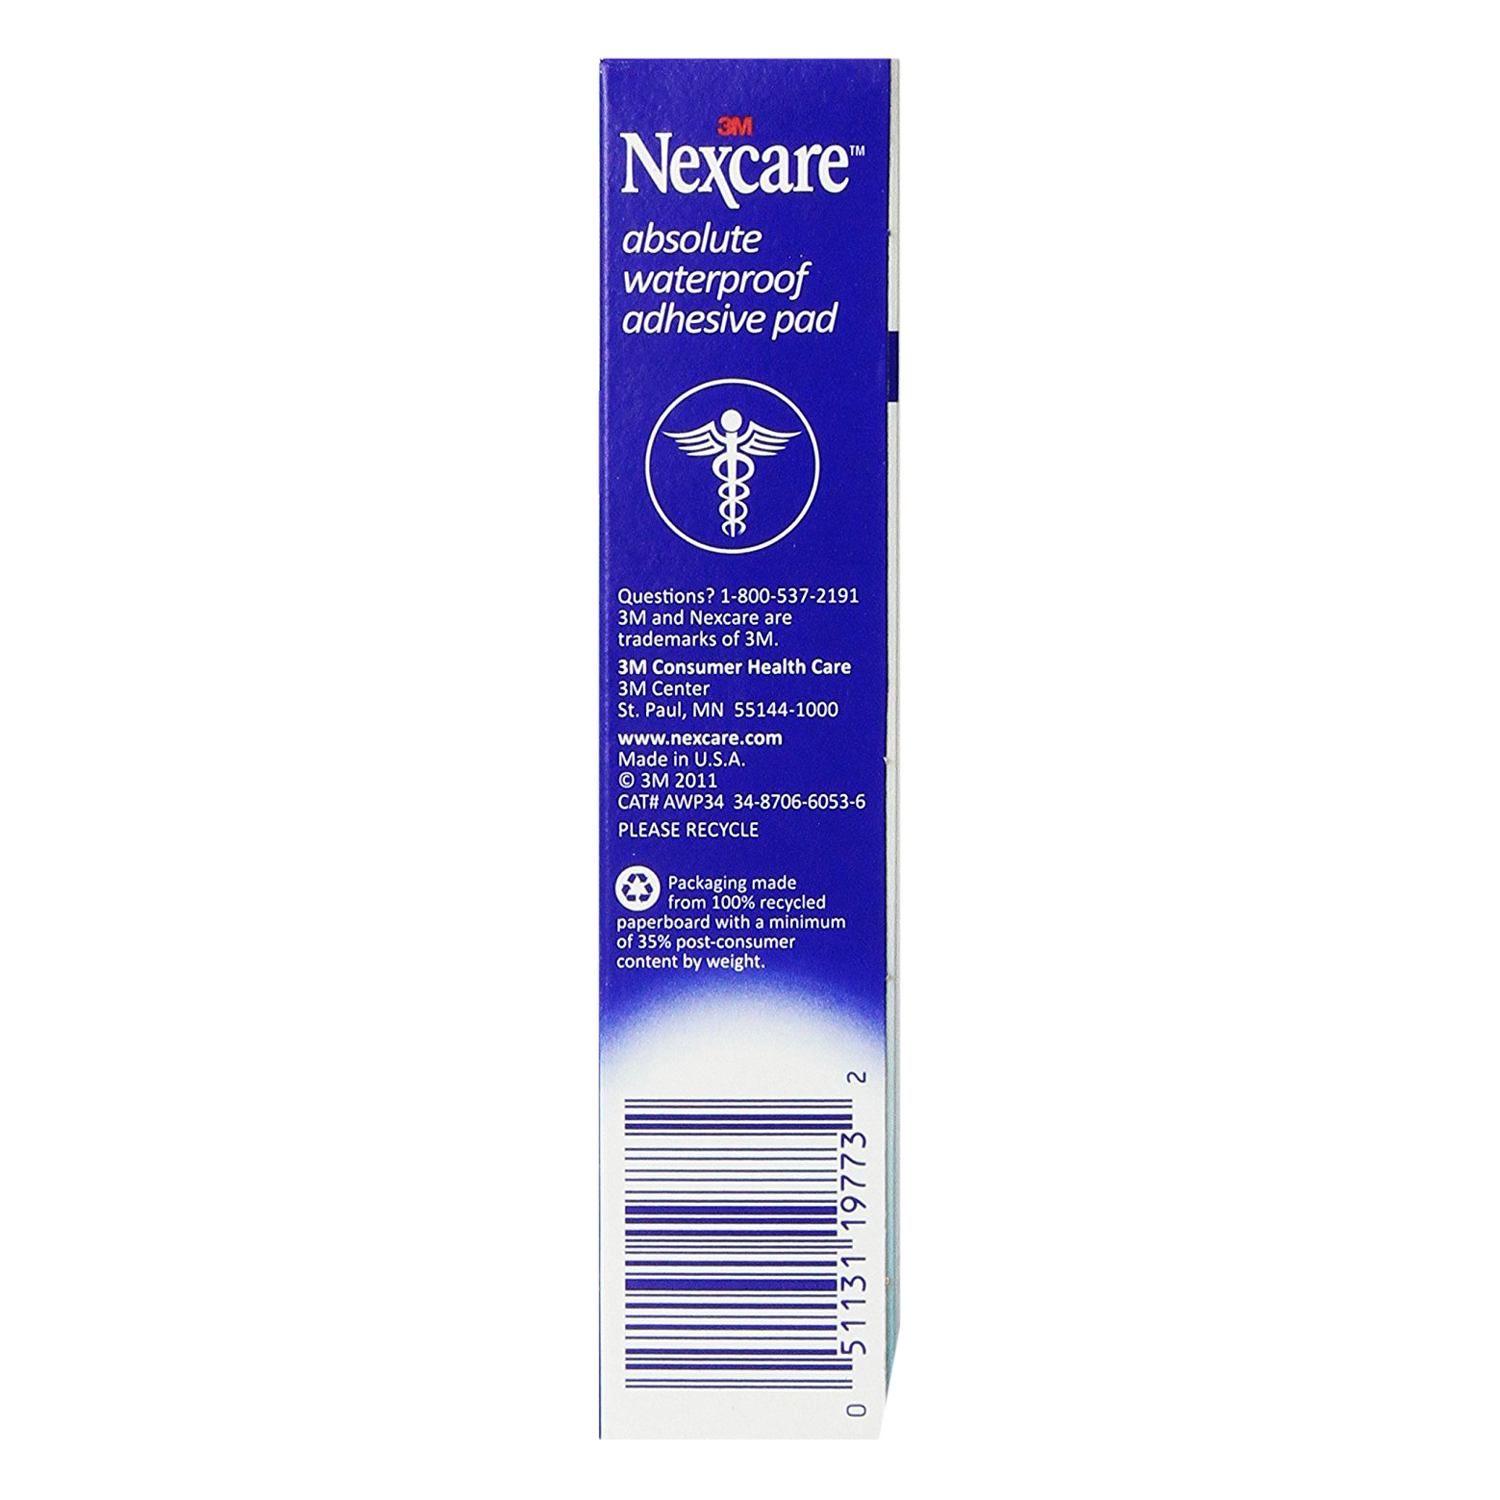 3M
Nexcare™
absolute
waterproof
adhesive pad
Questions? 1-800-537-2191
3M and Nexcare are
trademarks of 3M.
3M Consumer Health Care
3M Center
St. Paul, MN 55144-1000
www.nexcare.com
Made in U.S.A.
© 3M 2011
CAT# AWP34 34-8706-6053-6
PLEASE RECYCLE
Packaging made
from 100% recycled
paperboard with a minimum
of 35% post-consumer
content by weight.
0 51131 19773 2